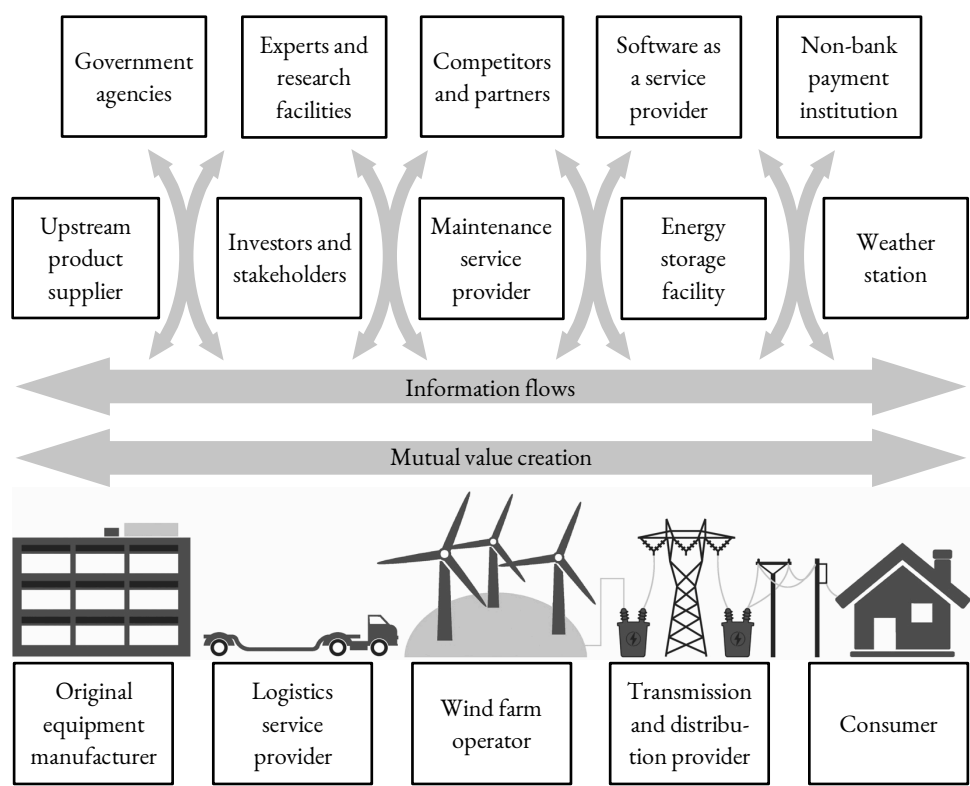 Government
agencies
Experts and
research
facilities
Competitors
and partners
Software as
a service
provider
Non-bank
payment
institution
Upstream
product
supplier
Investors and
stakeholders
Maintenance
service
provider
Energy
storage
facility
Weather
station
Information flows
Mutual value creation
Original
equipment
manufacturer
Logistics
service
provider
Wind farm
operator
Transmission
and distribu-
tion provider
Consumer